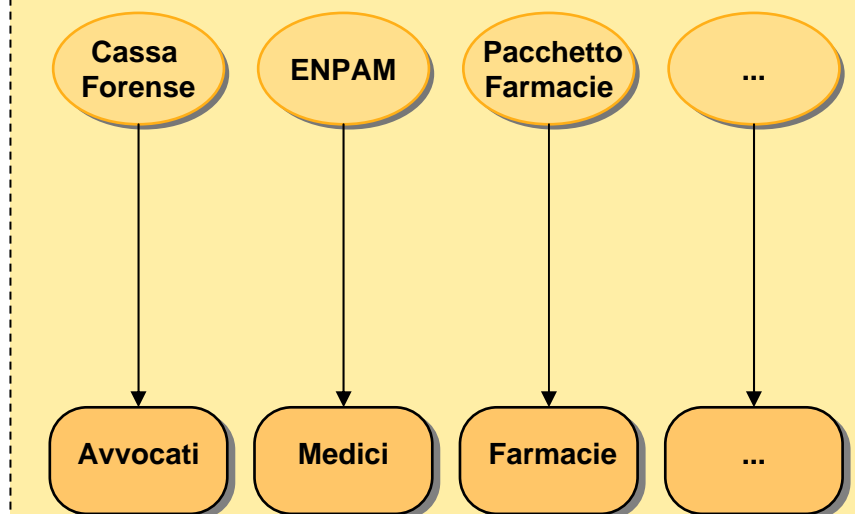 Cassa
Forense
ENPAM
Pacchetto
Farmacie
...
Avvocati
Medici
Farmacie
...